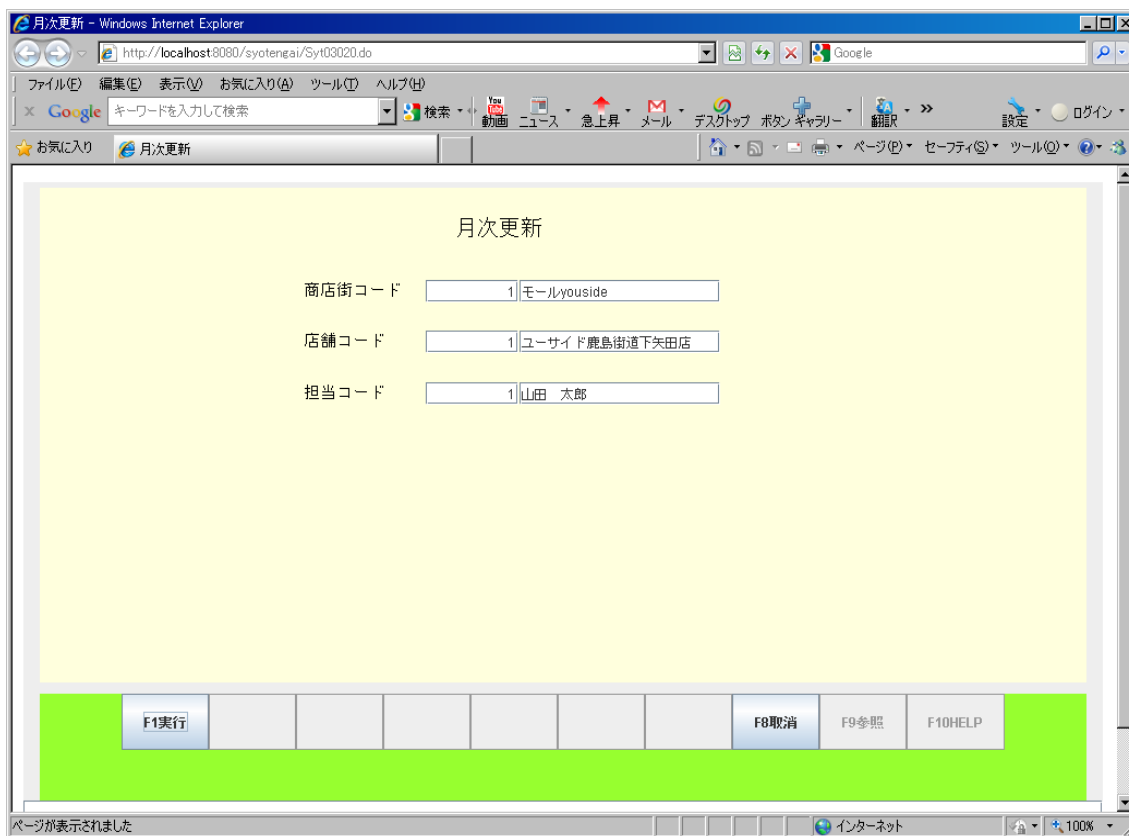 月次更新 - Windows Internet Explorer
http://localhost:8080/syotengai/Syt03020.do
Google
ファイル(F) 編集(E) 表示(V) お気に入り(A) ツール(T) ヘルプ(H)
x Google キーワードを入力して検索 検索 You Tube 動画 ニュース 急上昇 メール デスクトップ ボタン ギャラリー 翻訳 » 設定 ログイン
お気に入り 月次更新 ページ(P) セーフティ(S) ツール(O)
月次更新
商店街コード 1 モールyouside
店舗コード 1 ユーサイド鹿島街道下矢田店
担当コード 1 山田 太郎
F1実行 F8取消 F9参照 F10HELP
ページが表示されました インターネット 100%